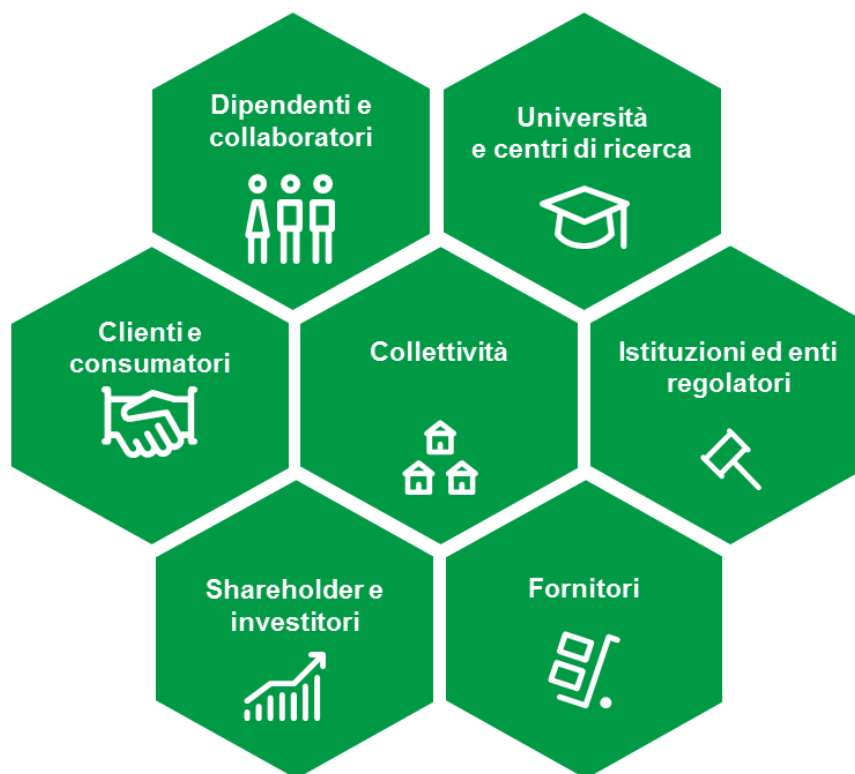 Dipendenti e
collaboratori
Università
e centri di ricerca
Clienti e
consumatori
Collettività
Istituzioni ed enti
regolatori
Shareholder e
investitori
Fornitori